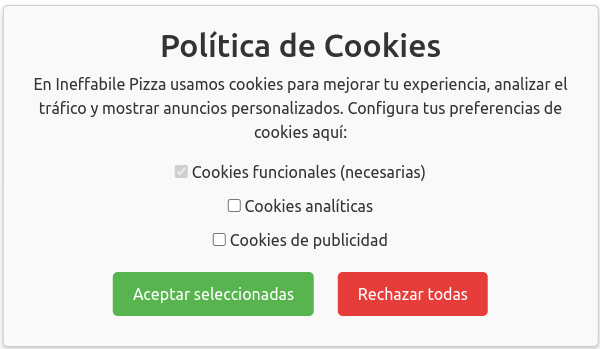 Política de Cookies
En Ineffabile Pizza usamos cookies para mejorar tu experiencia, analizar el
tráfico y mostrar anuncios personalizados. Configura tus preferencias de
cookies aquí:
Cookies funcionales (necesarias)
Cookies analíticas
Cookies de publicidad
Aceptar seleccionadas
Rechazar todas